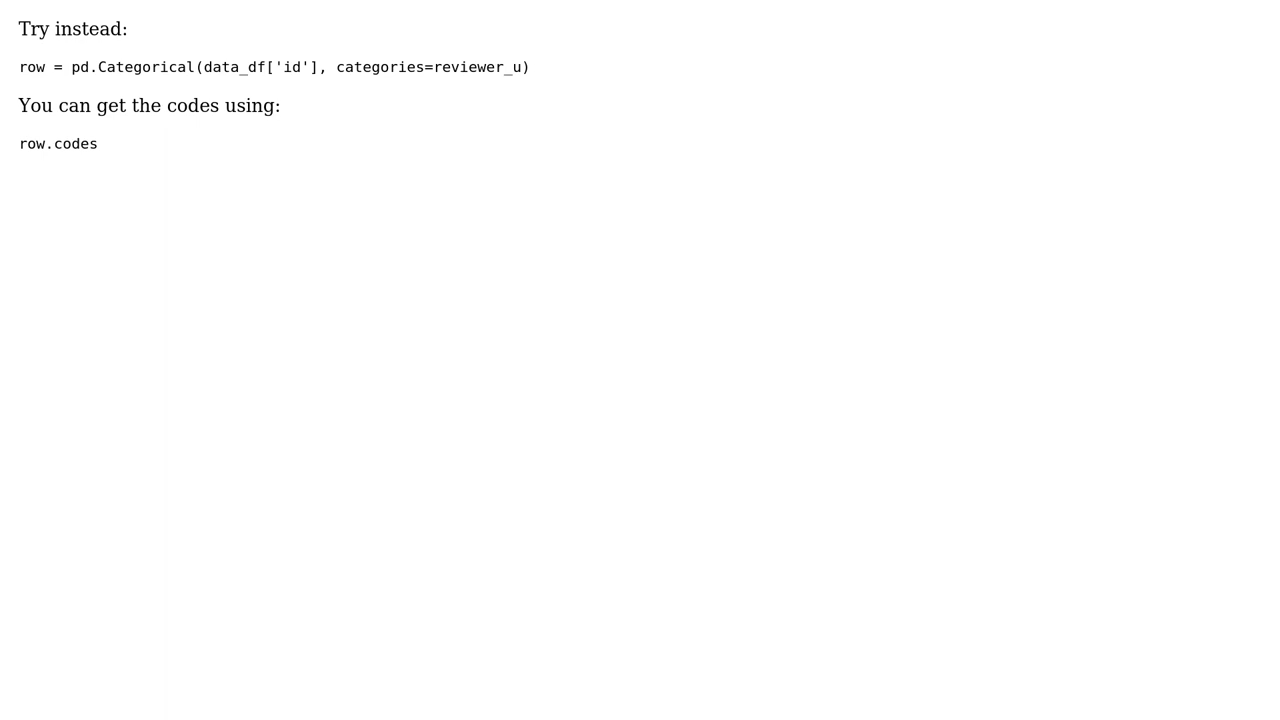 Try instead:
row = pd.Categorical(data_df['id'], categories=reviewer_u)
You can get the codes using:
row.codes